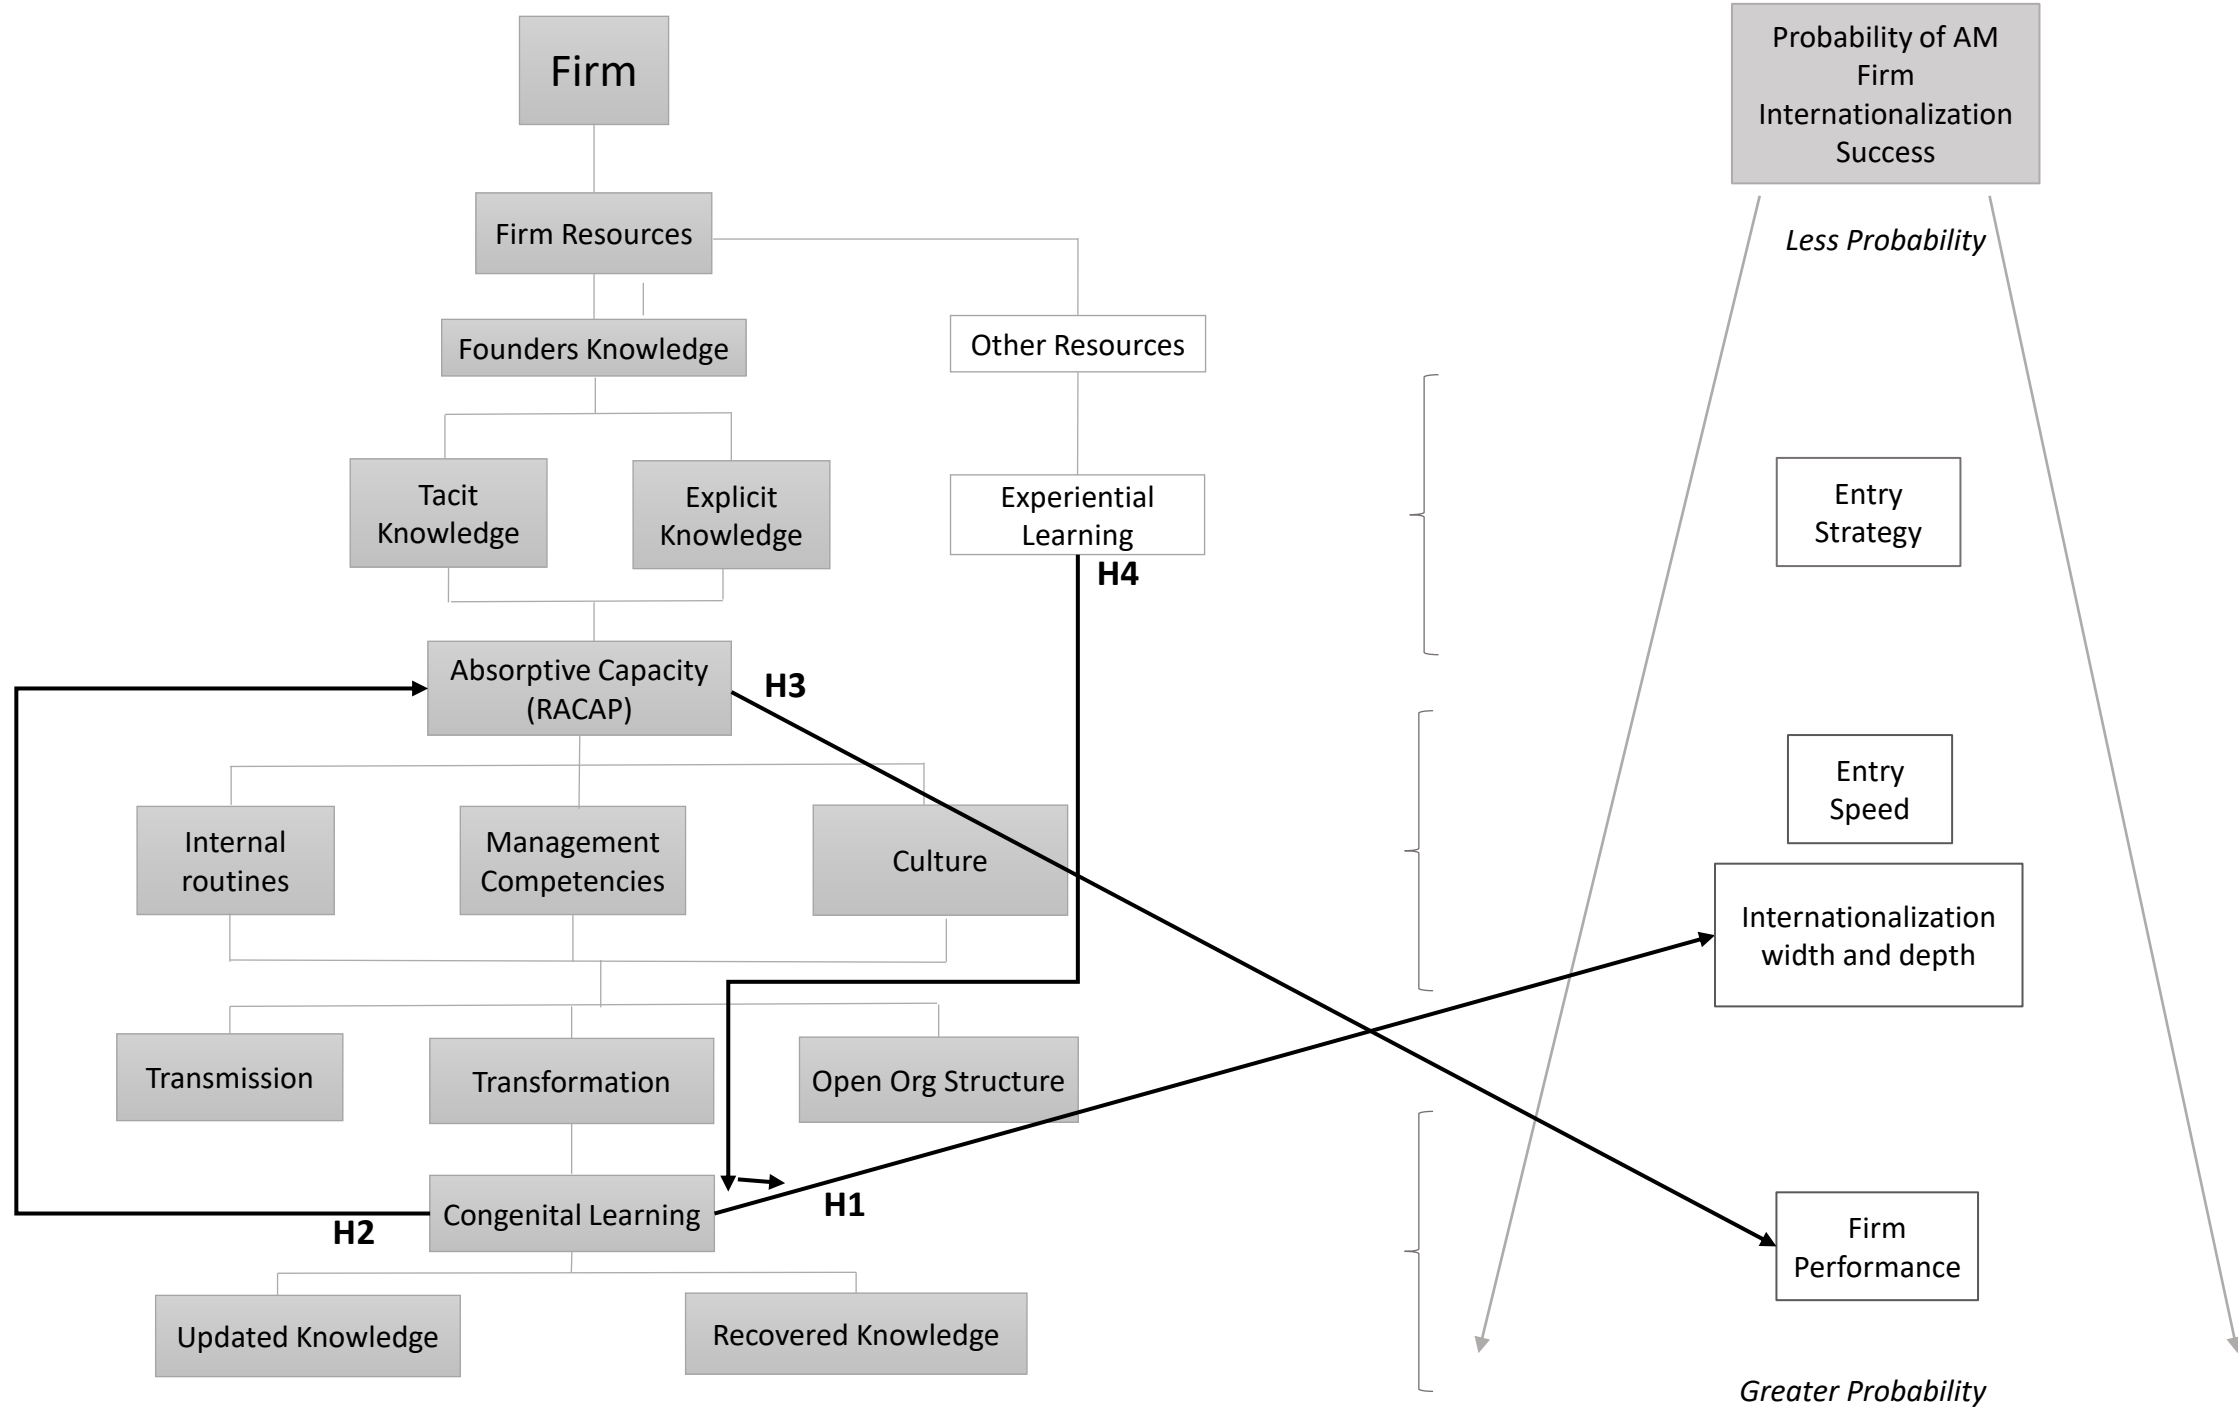 Firm
Probability of AM
Firm
Internationalization
Success
Firm Resources
Less Probability
Founders Knowledge
Other Resources
Tacit
Knowledge
Explicit
Knowledge
Experiential
Learning
Entry
Strategy
H4
Absorptive Capacity
(RACAP)
H3
Entry
Speed
Internal
routines
Management
Competencies
Culture
Internationalization
width and depth
Transmission
Transformation
Open Org Structure
Congenital Learning
H1
H2
Firm
Performance
Updated Knowledge
Recovered Knowledge
Greater Probability